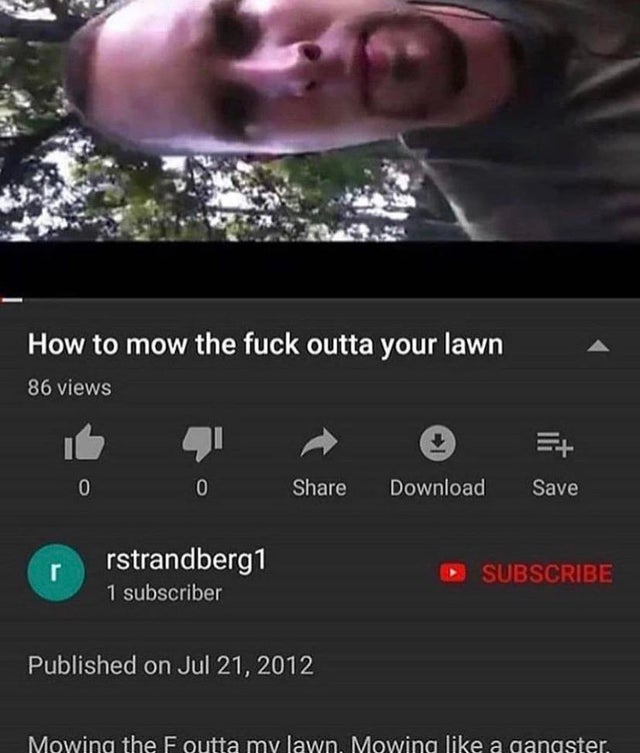 How to mow the fuck outta your lawn
86 views
0 0 Share Download Save
r rstrandberg1 SUBSCRIBE
1 subscriber
Published on Jul 21, 2012
Mowing the F outta my lawn. Mowing like a gangster.